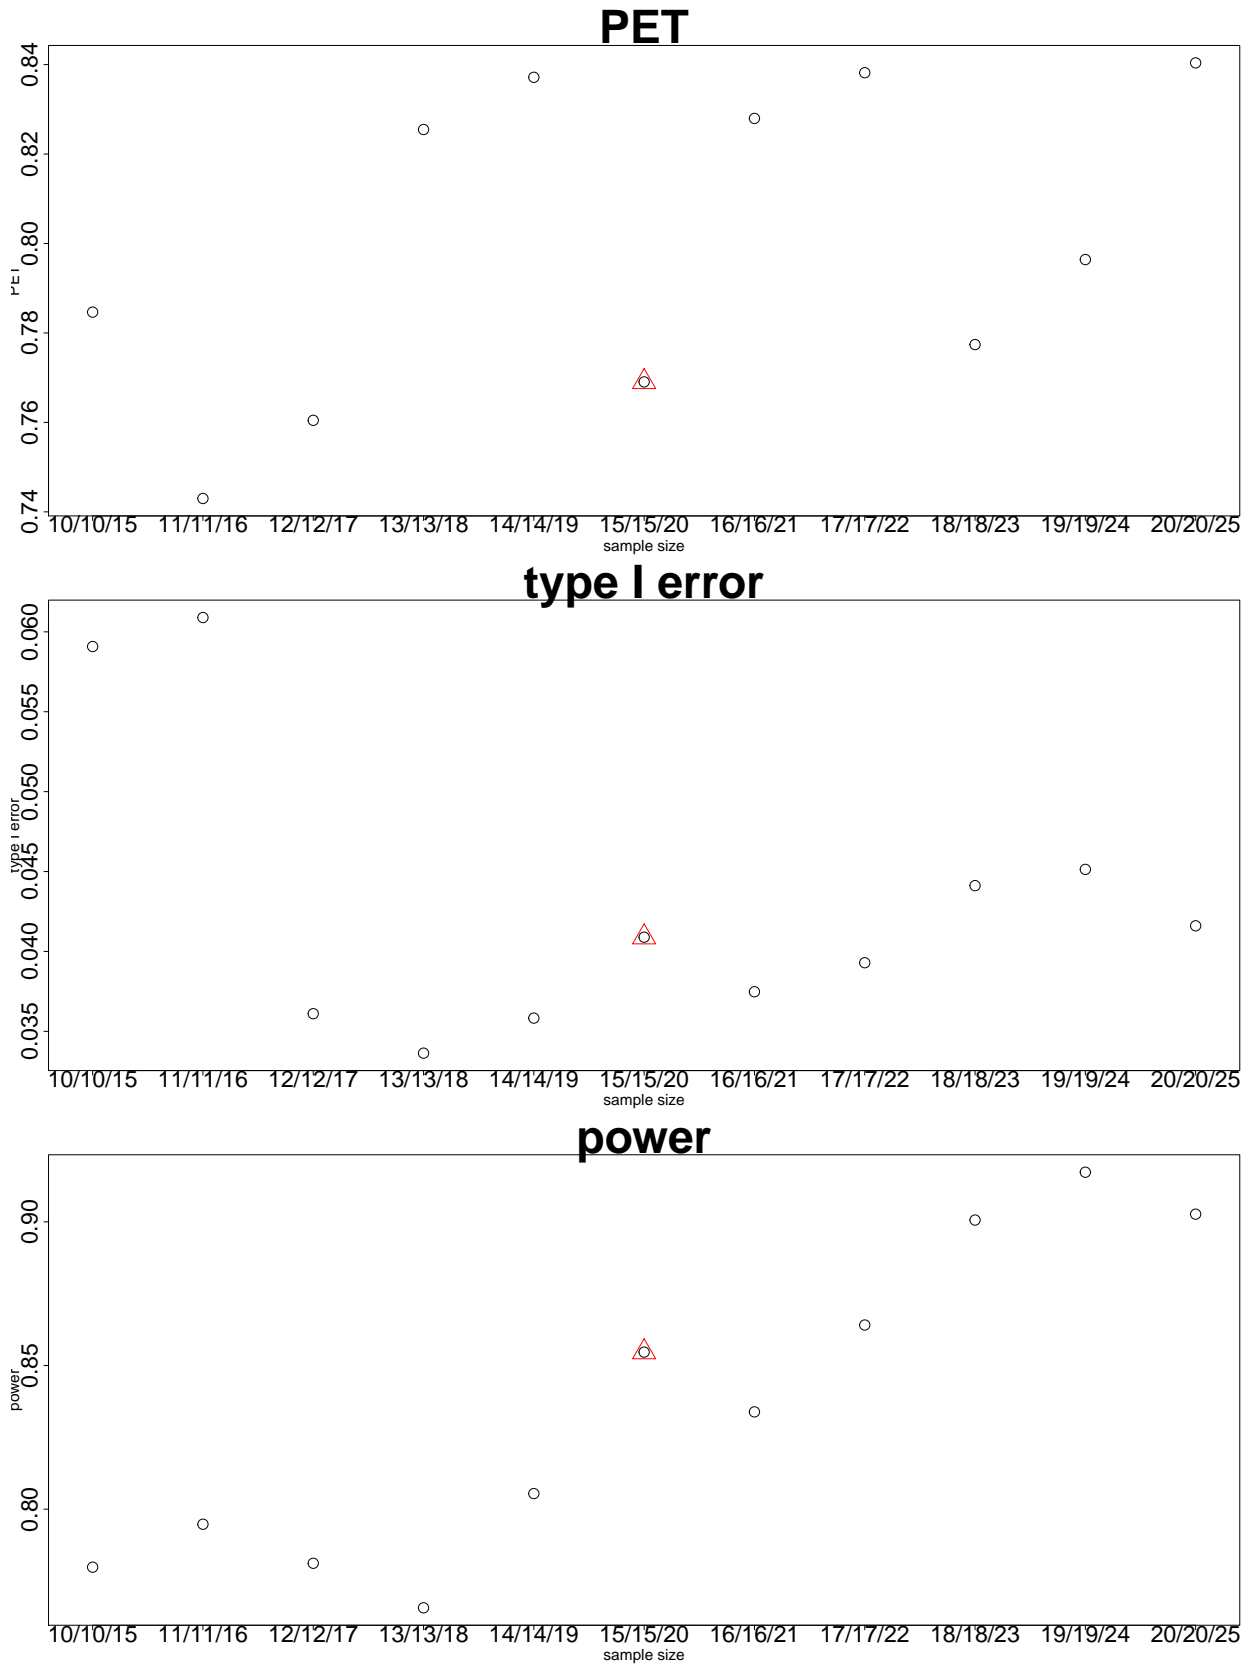 PET
0.84
0.82
0.80
0.78
0.76
0.74
PET
10/10/15 11/11/16 12/12/17 13/13/18 14/14/19 15/15/20 16/16/21 17/17/22 18/18/23 19/19/24 20/20/25
sample size
type I error
0.060
0.055
0.050
0.045
0.040
0.035
type I error
10/10/15 11/11/16 12/12/17 13/13/18 14/14/19 15/15/20 16/16/21 17/17/22 18/18/23 19/19/24 20/20/25
sample size
power
0.90
0.85
0.80
power
10/10/15 11/11/16 12/12/17 13/13/18 14/14/19 15/15/20 16/16/21 17/17/22 18/18/23 19/19/24 20/20/25
sample size